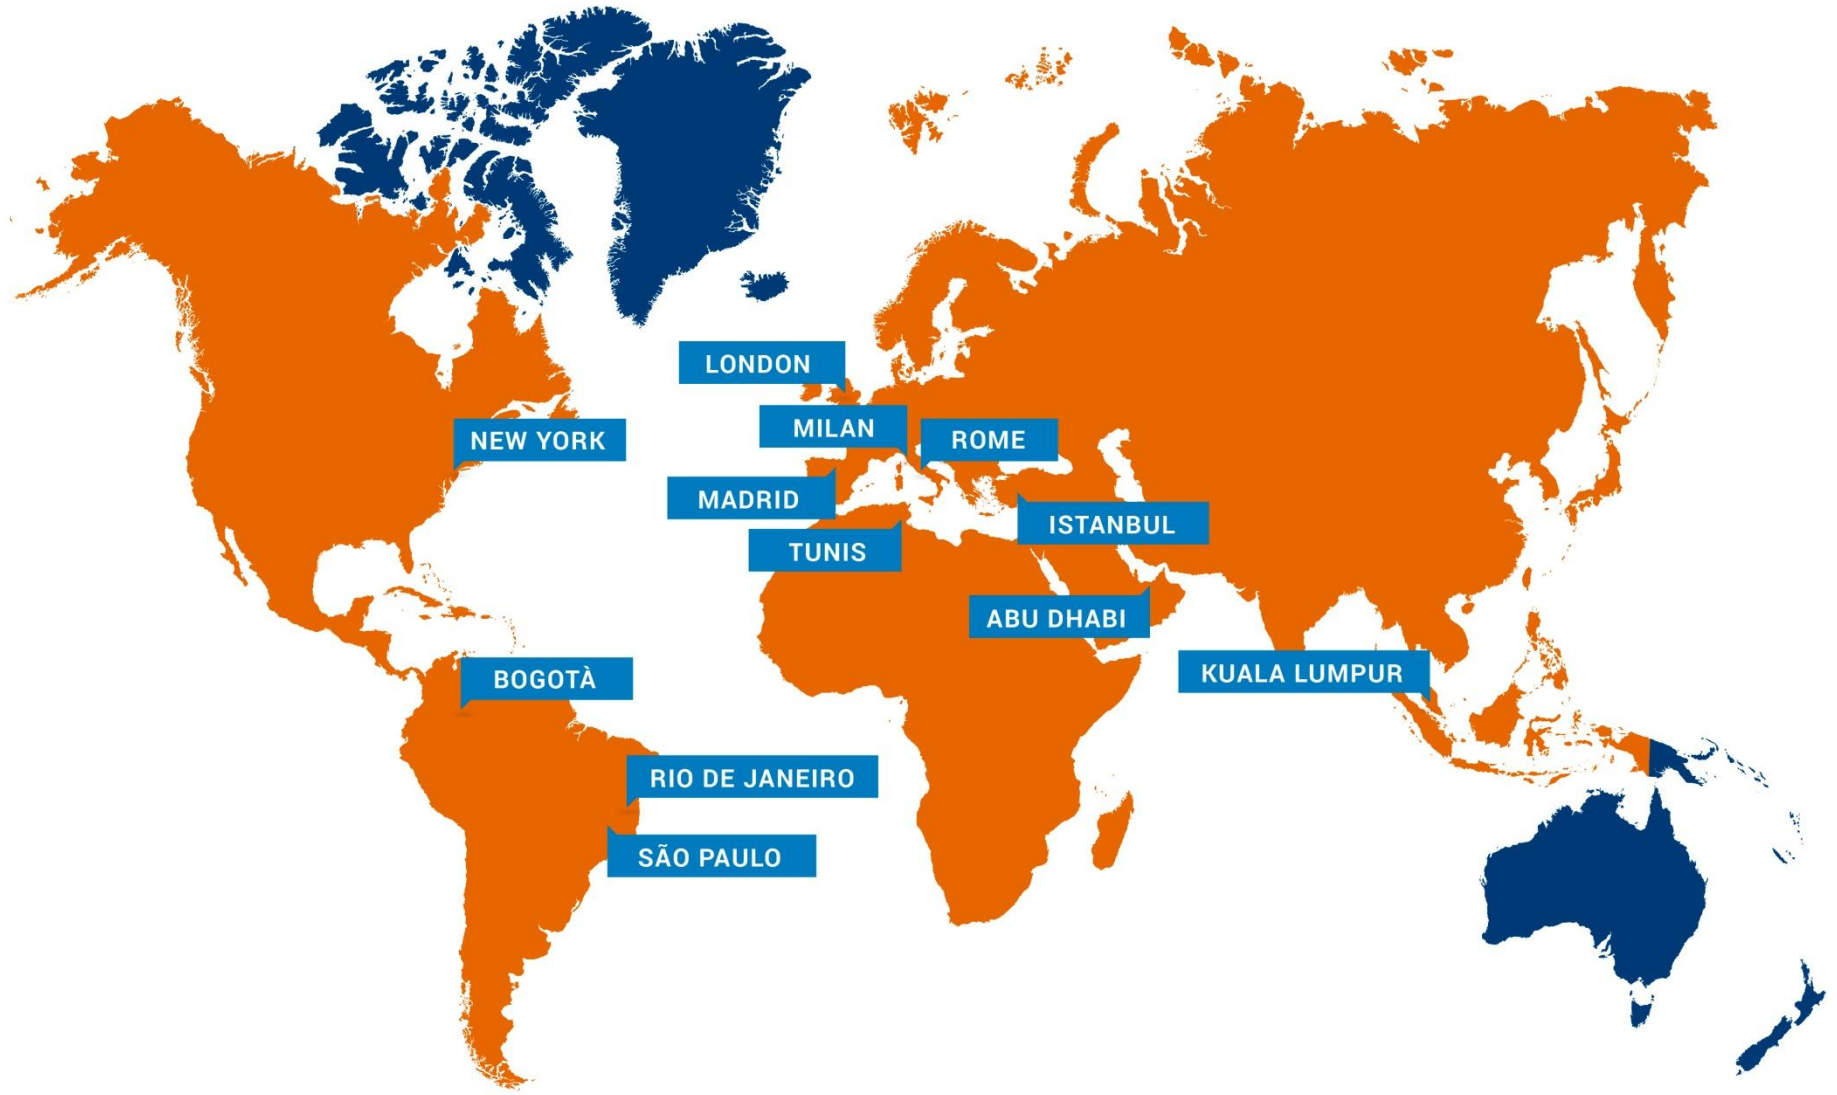 LONDON
MILAN
ROME
NEW YORK
MADRID
ISTANBUL
TUNIS
ABU DHABI
KUALA LUMPUR
BOGOTÀ
RIO DE JANEIRO
SÃO PAULO